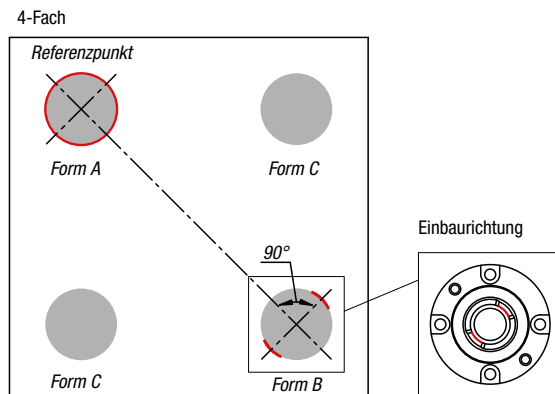 4-Fach
Referenzpunkt
Form A
Form C
90°
Einbaurichtung
Form C
Form B